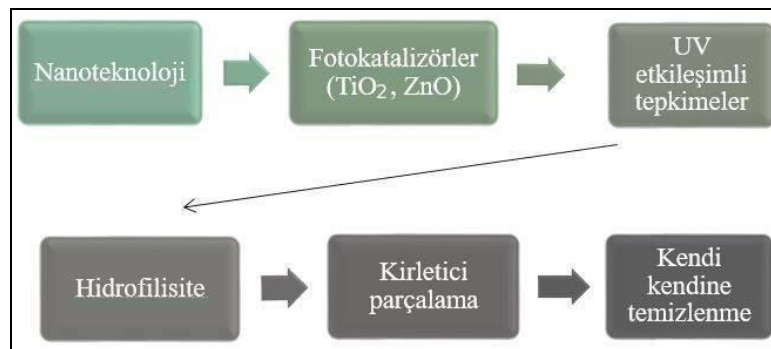 Nanoteknoloji
Fotokatalizörler
(TiO₂, ZnO)
UV
etkileşimli
tepkimeler
Hidrofilisite
Kirletici
parçalama
Kendi
kendine
temizlenme